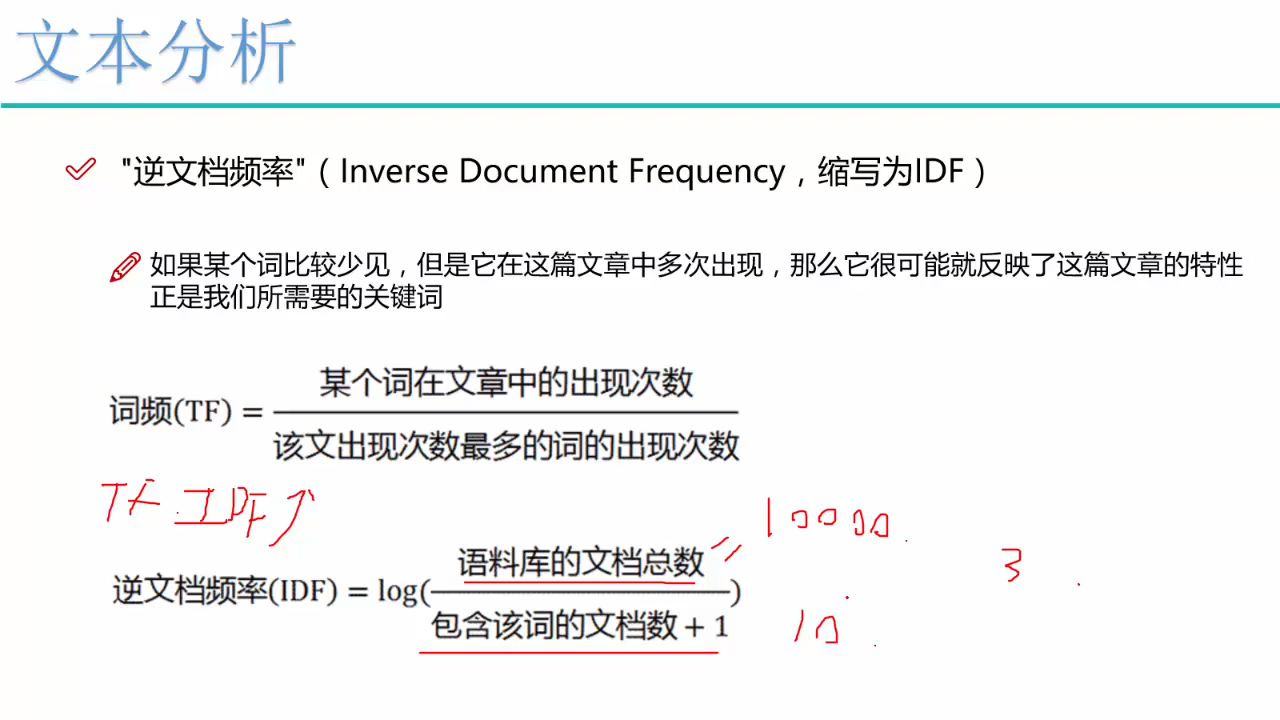 文本分析
"逆文档频率"（Inverse Document Frequency，缩写为IDF）
如果某个词比较少见，但是它在这篇文章中多次出现，那么它很可能就反映了这篇文章的特性
正是我们所需要的关键词
某个词在文章中的出现次数
词频(TF) =
该文出现次数最多的词的出现次数
TF IDF ↑
10000
语料库的文档总数
3
逆文档频率(IDF) = log( )
包含该词的文档数 + 1
10